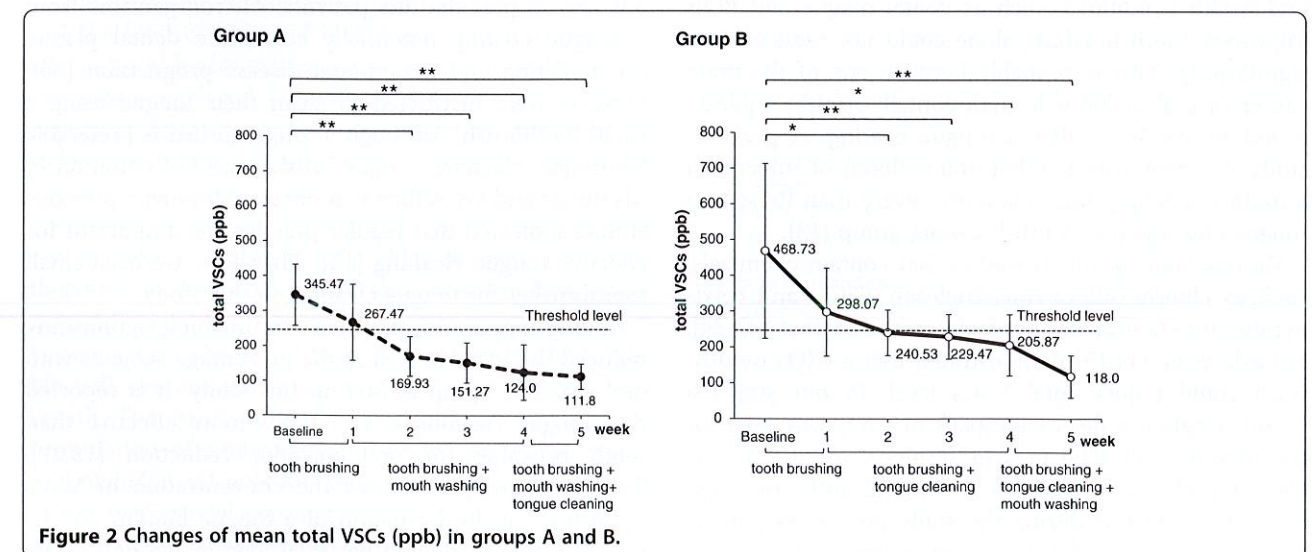 Group A
**
**
**
**
total VSCs (ppb)
800
700
600
500
400
300
200
100
0
345.47
267.47
169.93
151.27
124.0
111.8
Threshold level
Baseline 1 2 3 4 5 week
tooth brushing
tooth brushing +
mouth washing
tooth brushing +
mouth washing+
tongue cleaning
Group B
**
*
**
*
total VSCs (ppb)
800
700
600
500
400
300
200
100
0
468.73
298.07
240.53
229.47
205.87
118.0
Threshold level
Baseline 1 2 3 4 5 week
tooth brushing
tooth brushing +
tongue cleaning
tooth brushing +
tongue cleaning +
mouth washing
Figure 2 Changes of mean total VSCs (ppb) in groups A and B.